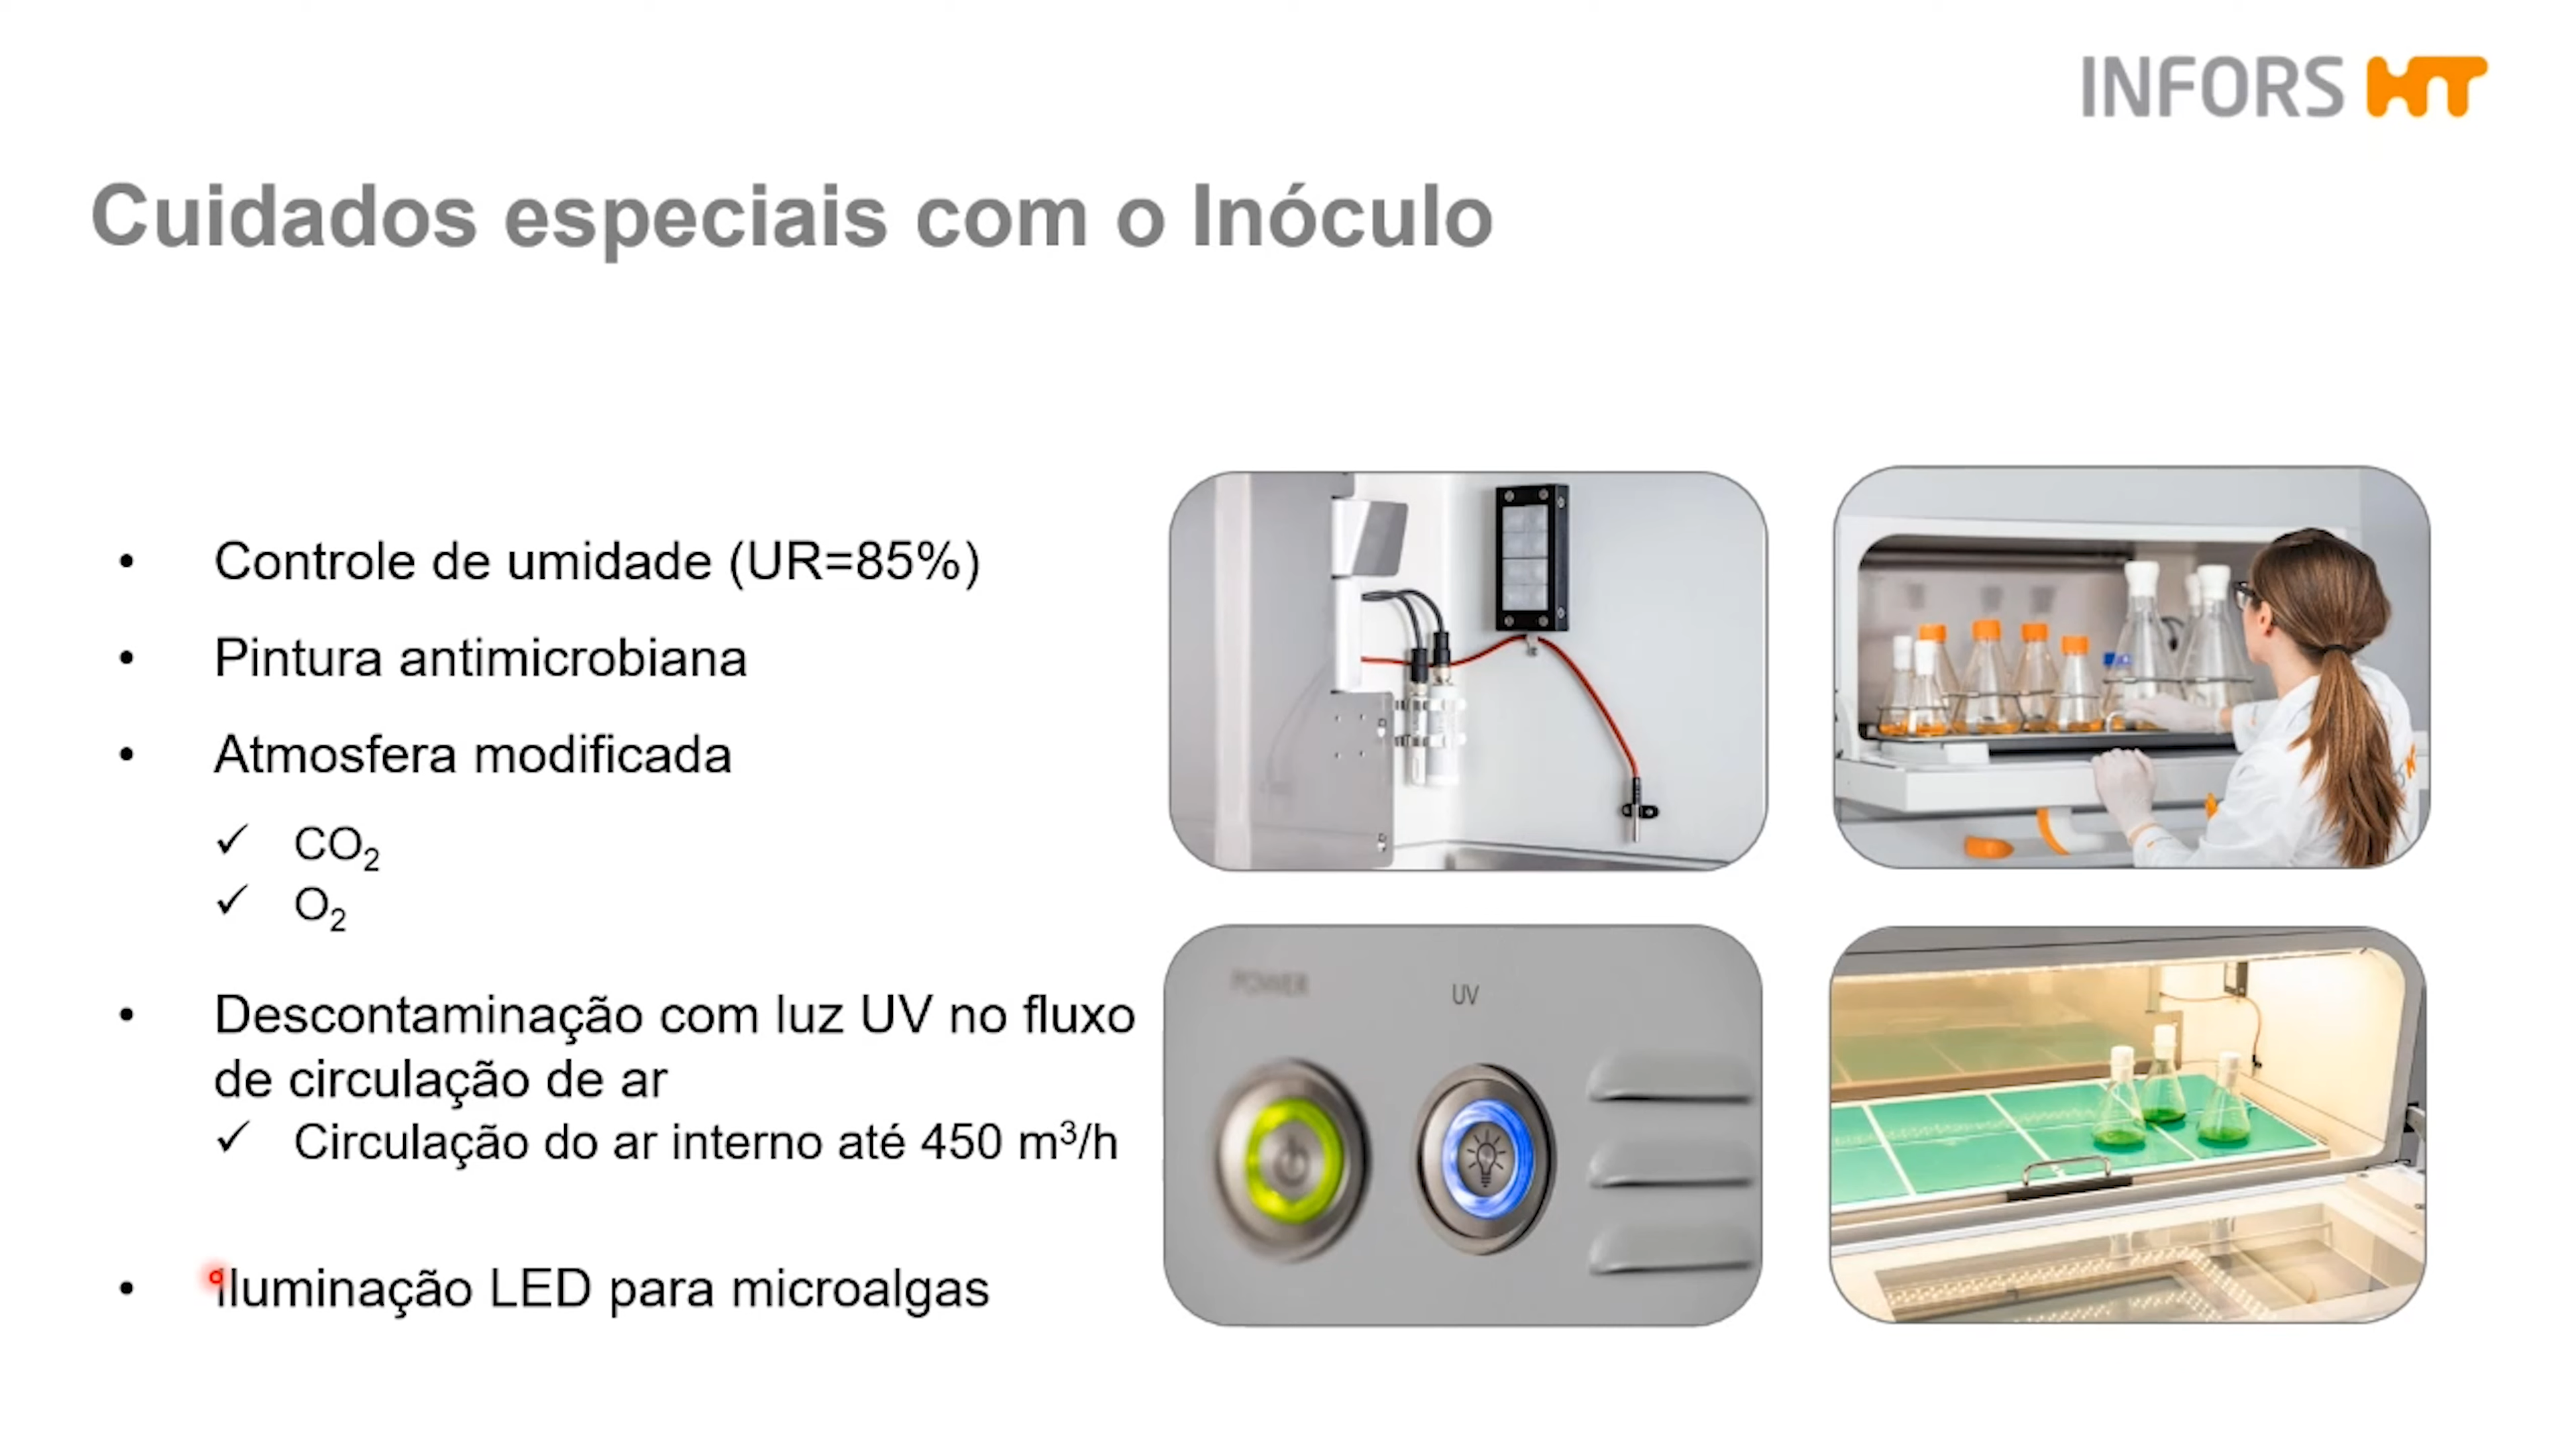 INFORS HT
Cuidados especiais com o Inóculo
• Controle de umidade (UR=85%)
• Pintura antimicrobiana
• Atmosfera modificada
✓ CO₂
✓ O₂
• Descontaminação com luz UV no fluxo
de circulação de ar
✓ Circulação do ar interno até 450 m³/h
• Iluminação LED para microalgas
POWER
UV